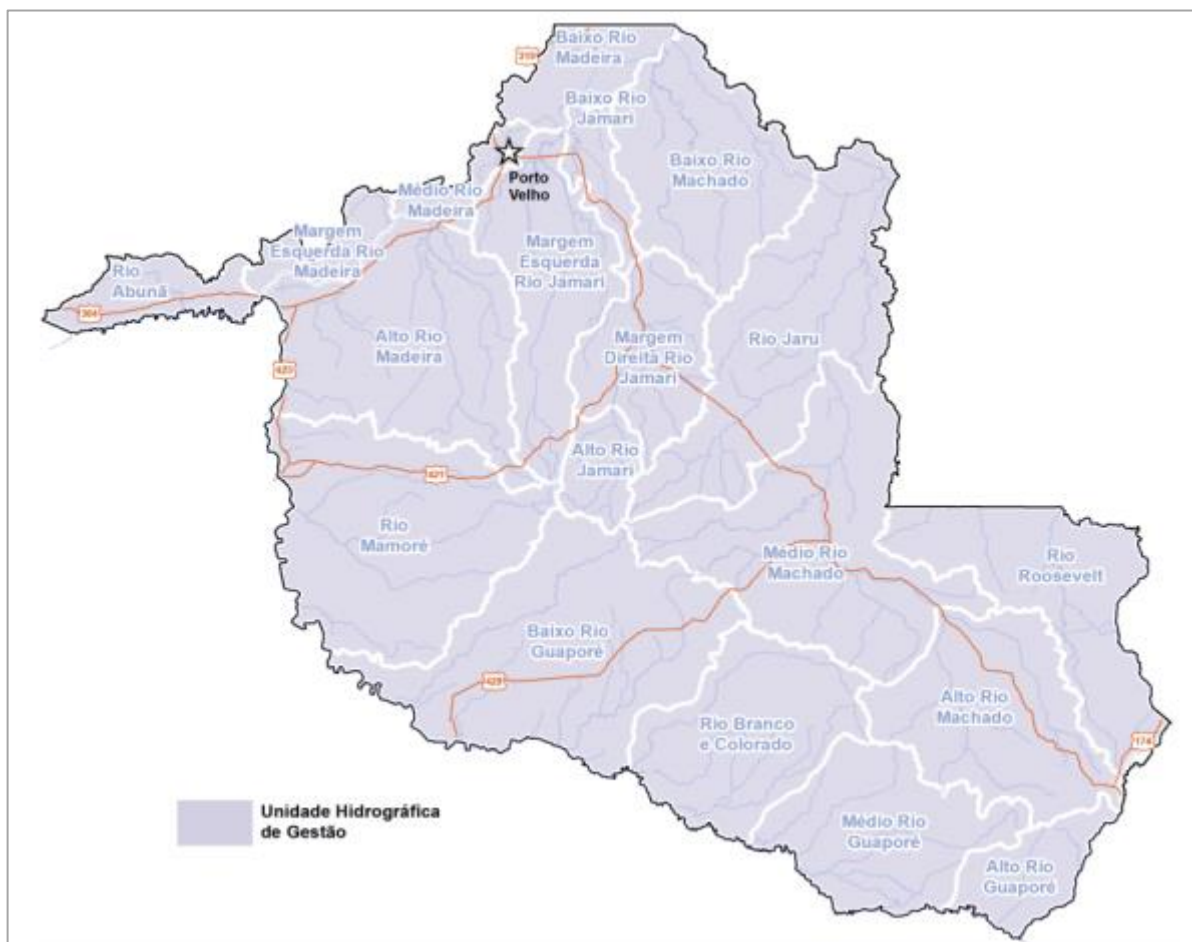 Baixo Rio
Madeira
319
Baixo Rio
Jamari
Baixo Rio
Machado
Porto
Velho
Médio Rio
Madeira
Margem
Esquerda Rio
Madeira
Margem
Esquerda
Rio Jamari
Rio
Abunã
364
Alto Rio
Madeira
Margem
Direita Rio
Jamari
Rio Jaru
425
Alto Rio
Jamari
421
Rio
Mamoré
Médio Rio
Machado
Rio
Roosevelt
Baixo Rio
Guaporé
429
Alto Rio
Machado
Rio Branco
e Colorado
174
Unidade Hidrográfica
de Gestão
Médio Rio
Guaporé
Alto Rio
Guaporé